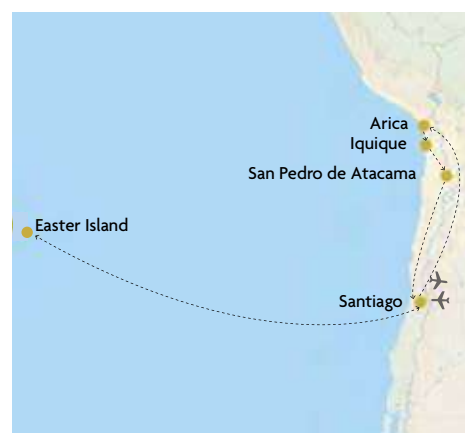 Arica
Iquique
San Pedro de Atacama
Easter Island
Santiago